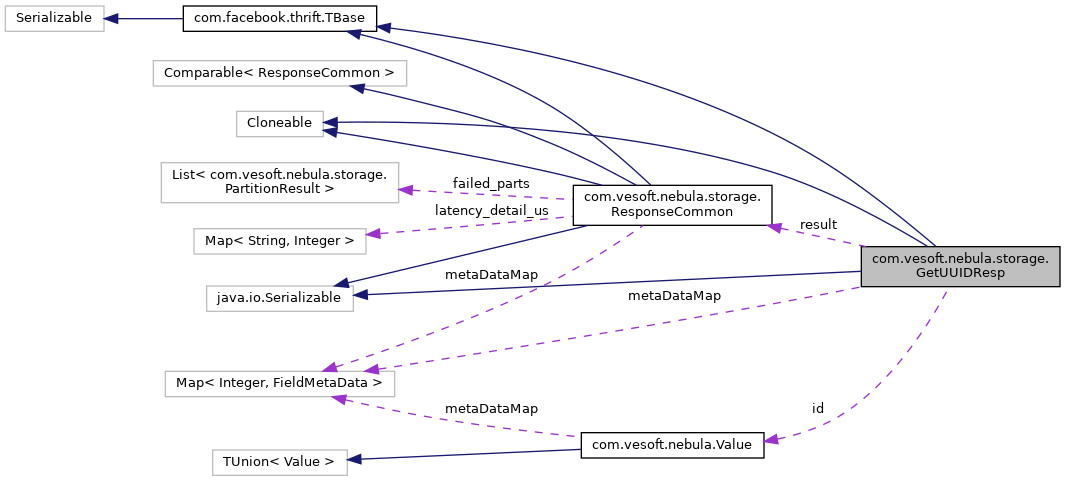 Serializable
com.facebook.thrift.TBase
Comparable< ResponseCommon >
Cloneable
List< com.vesoft.nebula.storage.
PartitionResult >
failed_parts
com.vesoft.nebula.storage.
ResponseCommon
latency_detail_us
Map< String, Integer >
result
com.vesoft.nebula.storage.
GetUUIDResp
metaDataMap
java.io.Serializable
metaDataMap
Map< Integer, FieldMetaData >
metaDataMap
id
com.vesoft.nebula.Value
TUnion< Value >